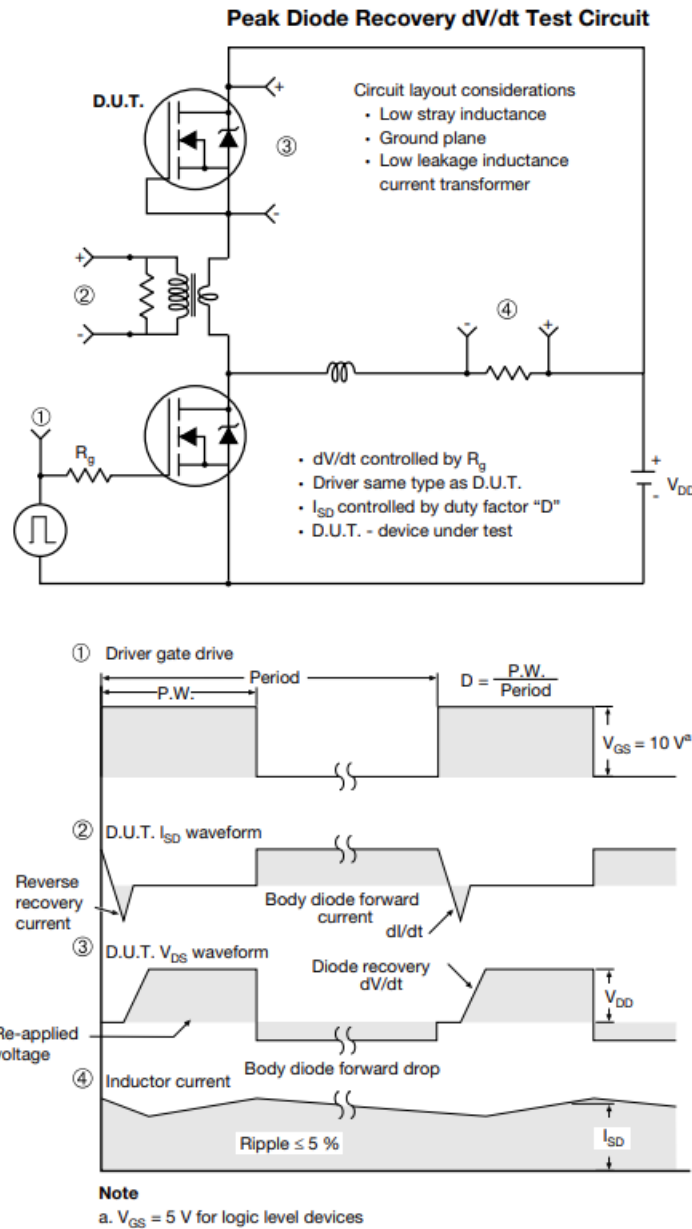 Peak Diode Recovery dV/dt Test Circuit
D.U.T.
+
③
-
Circuit layout considerations
• Low stray inductance
• Ground plane
• Low leakage inductance
current transformer
+
②
-
- ④ +
①
Rg
• dV/dt controlled by Rg
• Driver same type as D.U.T.
• ISD controlled by duty factor “D”
• D.U.T. - device under test
+
-
VDD
① Driver gate drive
Period
P.W.
D = P.W.
Period
VGS = 10 Va
② D.U.T. ISD waveform
Reverse
recovery
current
Body diode forward
current
dI/dt
③ D.U.T. VDS waveform
Diode recovery
dV/dt
VDD
Re-applied
voltage
Body diode forward drop
④ Inductor current
Ripple ≤ 5 %
ISD
Note
a. VGS = 5 V for logic level devices